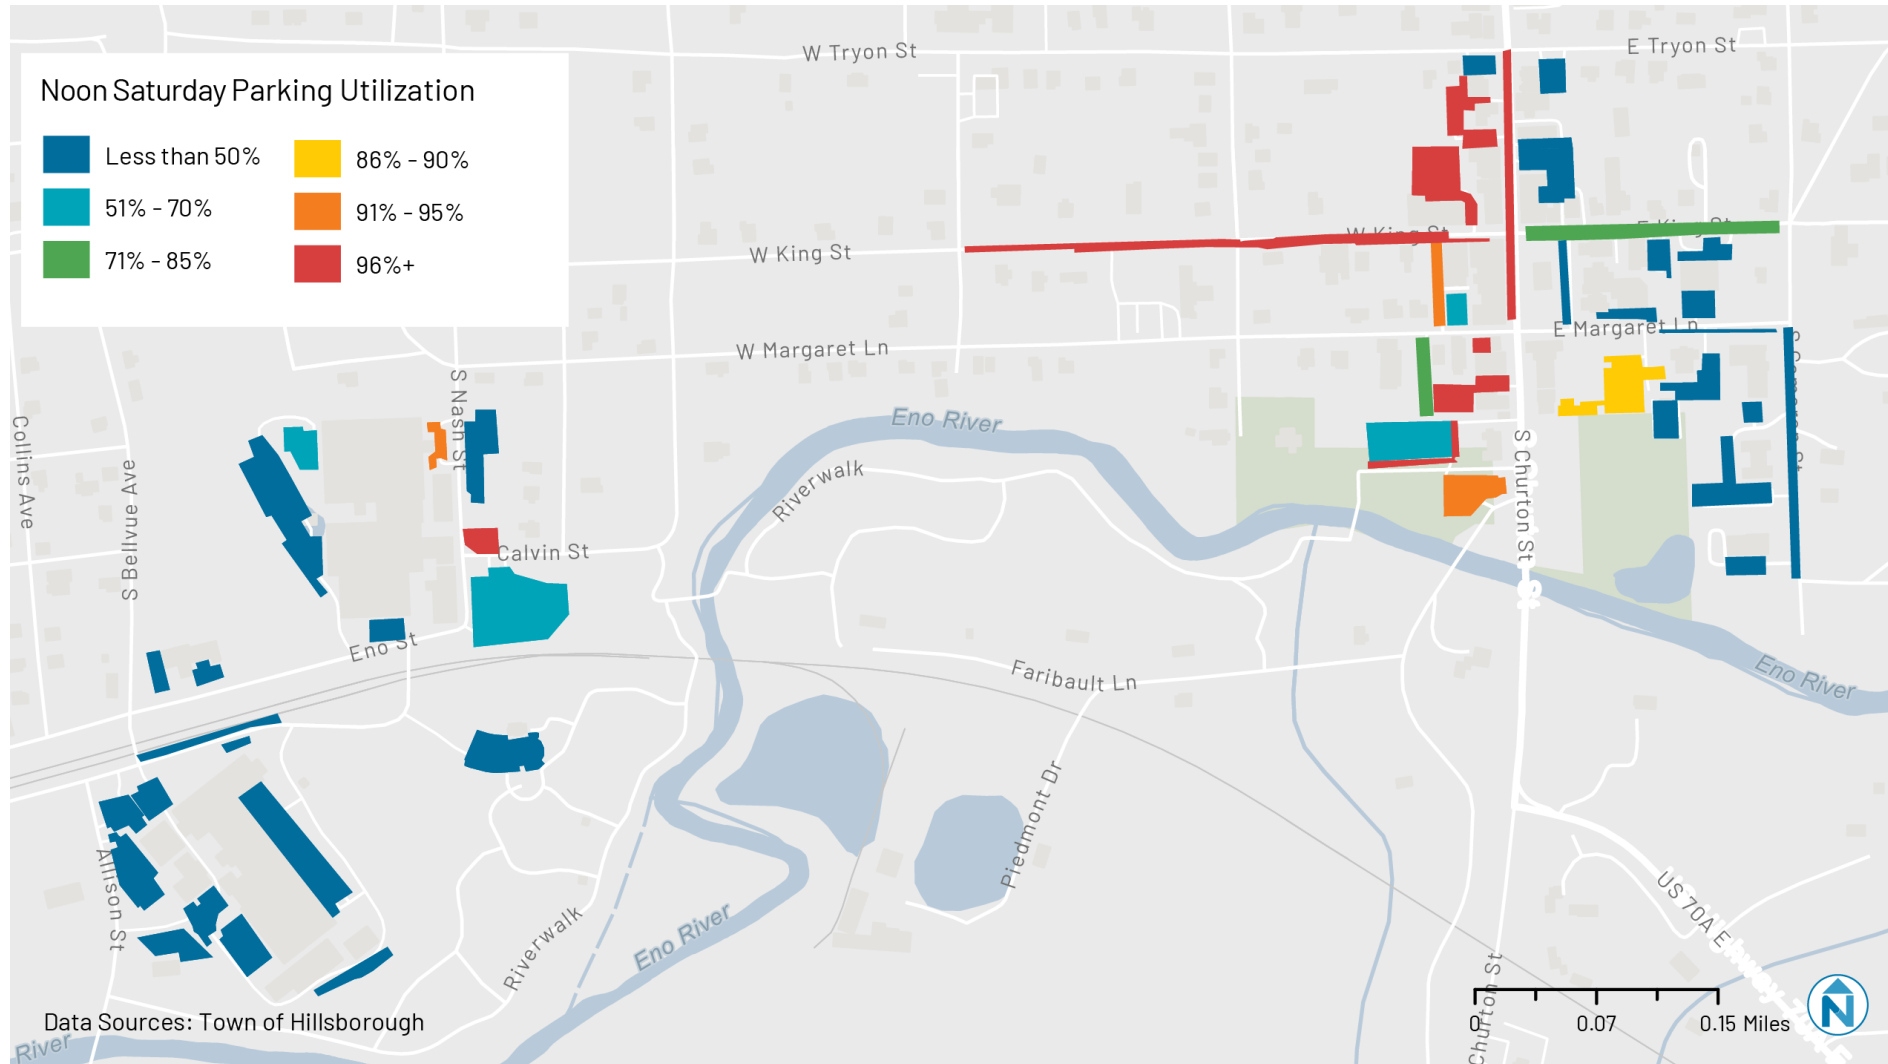 W Tryon St
E Tryon St
Noon Saturday Parking Utilization
Less than 50%
86% - 90%
51% - 70%
91% - 95%
71% - 85%
96%+
W King St
E King St
W King St
E Margaret Ln
W Margaret Ln
S Nash St
Collins Ave
S Bellvue Ave
Eno River
Riverwalk
S Churton St
Calvin St
Eno St
Faribault Ln
Eno River
Piedmont Dr
Allison St
Riverwalk
Eno River
US 70A E
Churton St
0
0.07
0.15 Miles
N
Data Sources: Town of Hillsborough
River